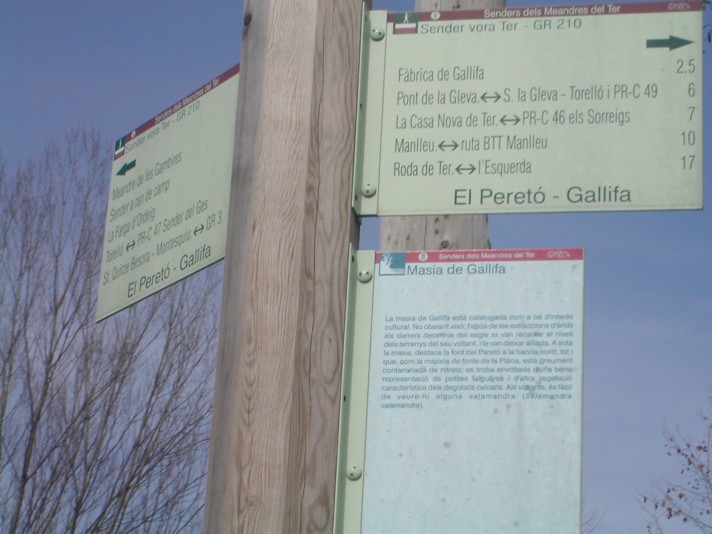 Senders dels Meandres del Ter
Sender vora Ter - GR 210
Meandre de les Gambires
Sender a ran de camp
La Farga d'Ordeig
Torelló ↔ PR-C 47 Sender del Ges
St. Quirze Besora - Montesquiu ↔ GR 3
El Peretó - Gallifa
Senders dels Meandres del Ter
Sender vora Ter - GR 210
Fàbrica de Gallifa 2,5
Pont de la Gleva.↔S. la Gleva - Torelló i PR-C 49 6
La Casa Nova de Ter.↔PR-C 46 els Sorreigs 7
Manlleu.↔ruta BTT Manlleu 10
Roda de Ter.↔l'Esquerda 17
El Peretó - Gallifa
Senders dels Meandres del Ter
Masia de Gallifa
La masia de Gallifa està catalogada com a bé d'interès
cultural. No obstant això, l'abús de les extraccions d'àrids
els darrers decennis del segle XX van rebaixar el nivell
dels terrenys del seu voltant, i la van deixar aïllada. A sota
la masia, destaca la font del Peretó a la banda nord; tot i
que, com la majoria de fonts de la Plana, està greument
contaminada de nitrats; es troba envoltada d'una bona
representació de petites falgueres i d'altra vegetació
característica dels degotalls calcaris. Als voltants, és fàcil
de veure-hi alguna salamandra (Salamandra
salamandra).